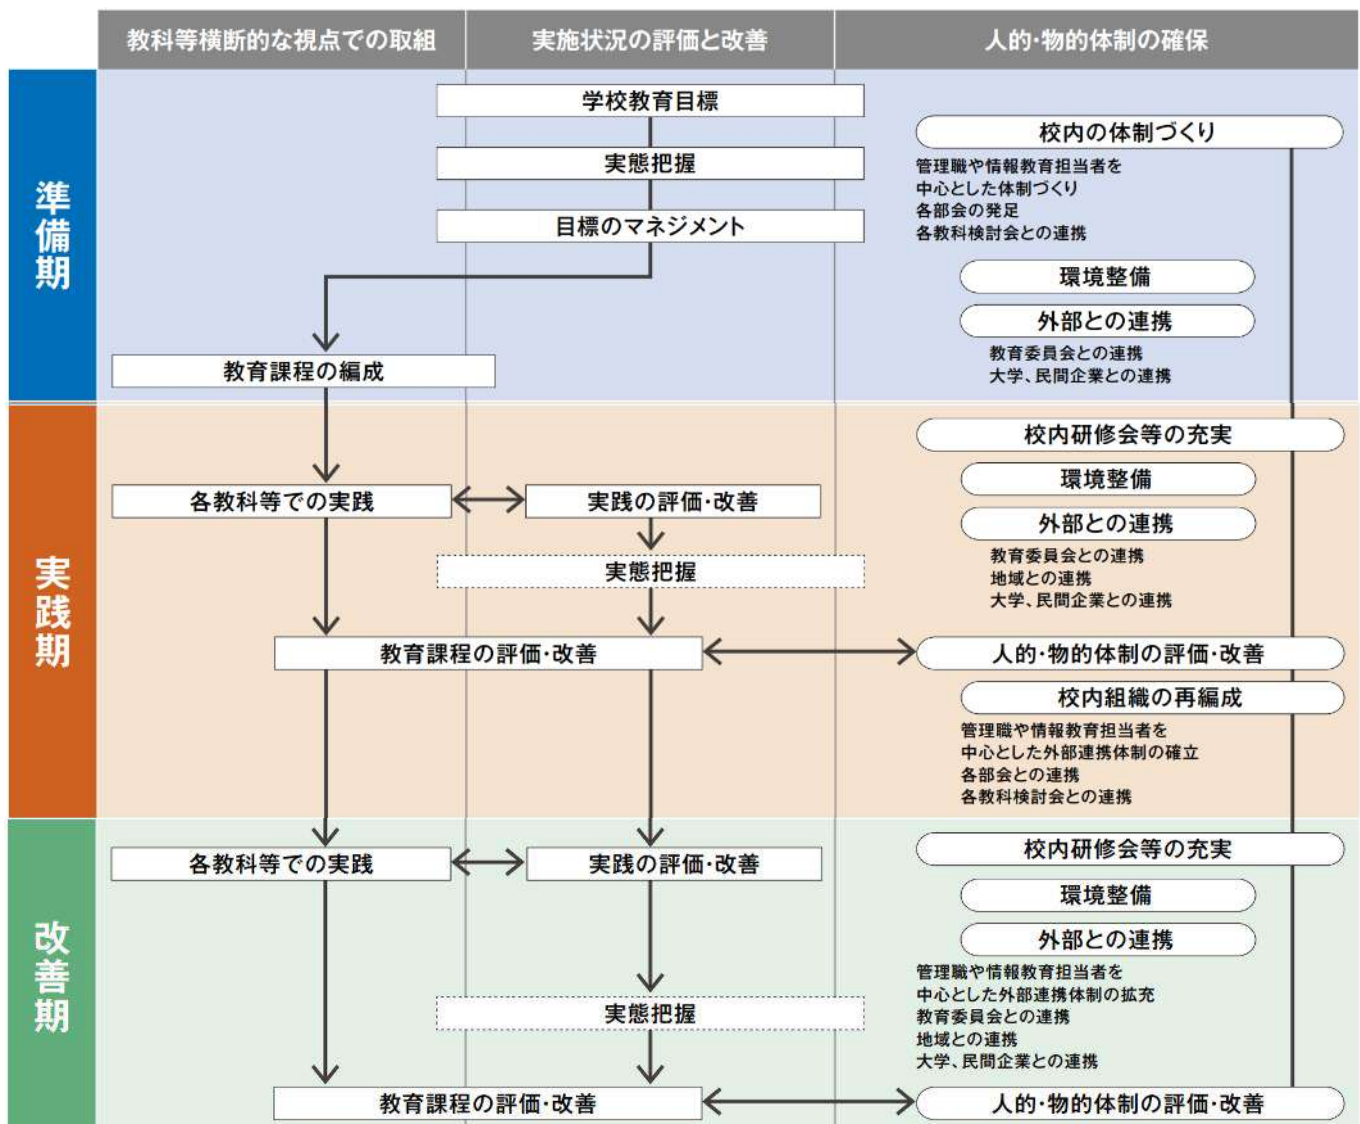 教科等横断的な視点での取組
実施状況の評価と改善
人的・物的体制の確保
準備期
学校教育目標
実態把握
目標のマネジメント
教育課程の編成
校内の体制づくり
管理職や情報教育担当者を
中心とした体制づくり
各部会の発足
各教科検討会との連携
環境整備
外部との連携
教育委員会との連携
大学、民間企業との連携
実践期
各教科等での実践
実践の評価・改善
実態把握
教育課程の評価・改善
校内研修会等の充実
環境整備
外部との連携
教育委員会との連携
地域との連携
大学、民間企業との連携
人的・物的体制の評価・改善
校内組織の再編成
管理職や情報教育担当者を
中心とした外部連携体制の確立
各部会との連携
各教科検討会との連携
改善期
各教科等での実践
実践の評価・改善
実態把握
教育課程の評価・改善
校内研修会等の充実
環境整備
外部との連携
管理職や情報教育担当者を
中心とした外部連携体制の拡充
教育委員会との連携
地域との連携
大学、民間企業との連携
人的・物的体制の評価・改善